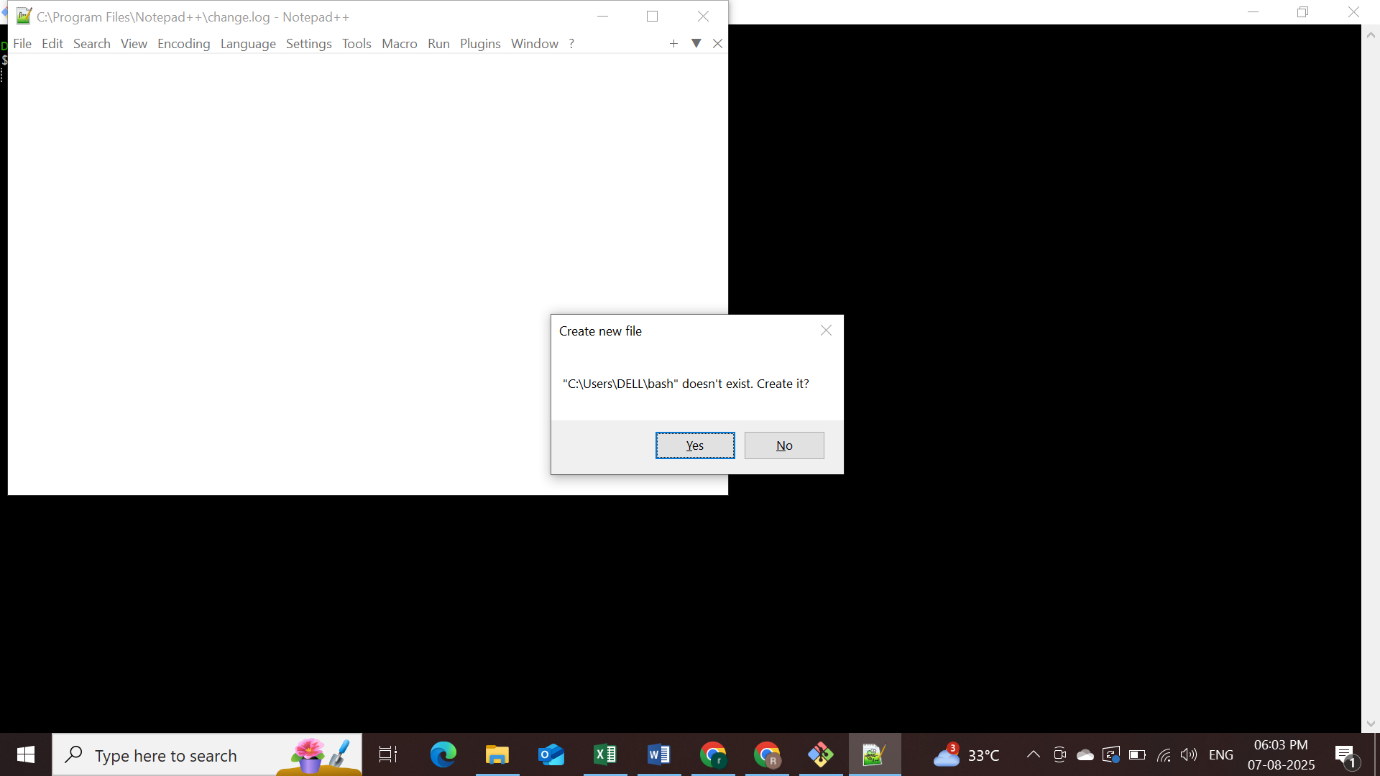 C:\Program Files\Notepad++\change.log - Notepad++
File Edit Search View Encoding Language Settings Tools Macro Run Plugins Window ?
D
$
Create new file
"C:\Users\DELL\bash" doesn't exist. Create it?
Yes No
Type here to search
3
33°C
ENG
06:03 PM
07-08-2025
1